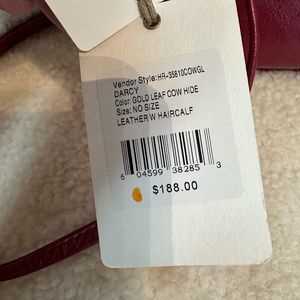 Vendor Style:HR-35810COWGL
DARCY
Color: GOLD LEAF COW HIDE
Size: NO SIZE
LEATHER W HAIRCALF
6 04599 38285 3
$188.00